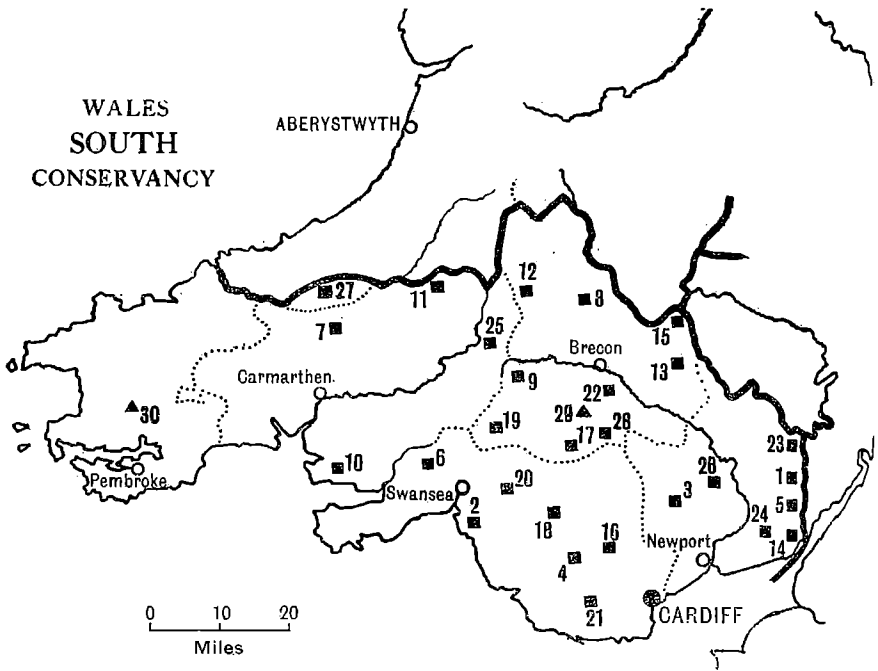 WALES
SOUTH
CONSERVANCY
ABERYSTWYTH
27
11
12
8
7
25
15
Brecon
13
Carmarthen
9
22
30
29
28
19
17
23
10
6
26
1
Pembroke
20
Swansea
3
5
2
18
24
16
Newport
14
4
21
CARDIFF
0 10 20
Miles